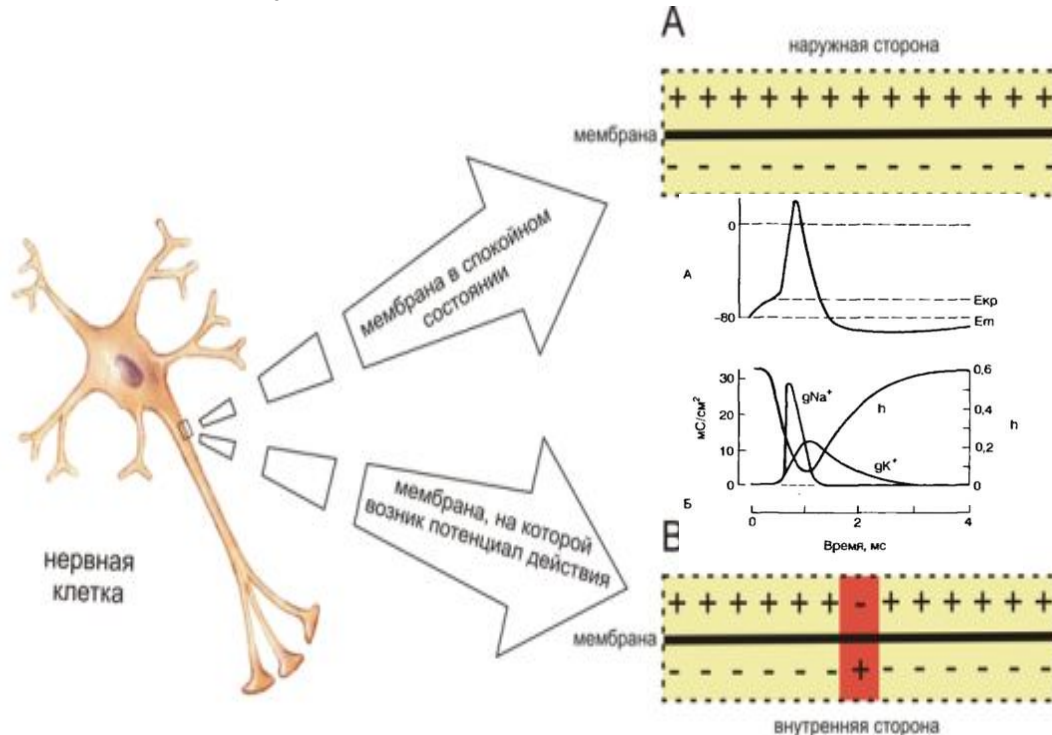 A
наружная сторона
+ + + + + + + + + + + + +
мембрана
- - - - - - - - - - - - -
мембрана в спокойном
состоянии
0
А
Екр
-80
Em
30
20
10
0
мС/см²
gNa⁺
h
gK⁺
0,6
0,4
0,2
0
h
Б
0
2
4
Время, мс
мембрана, на которой
возник потенциал действия
нервная
клетка
B
+ + + + + + - + + + + + +
мембрана
- - - - - - + - - - - - -
внутренняя сторона